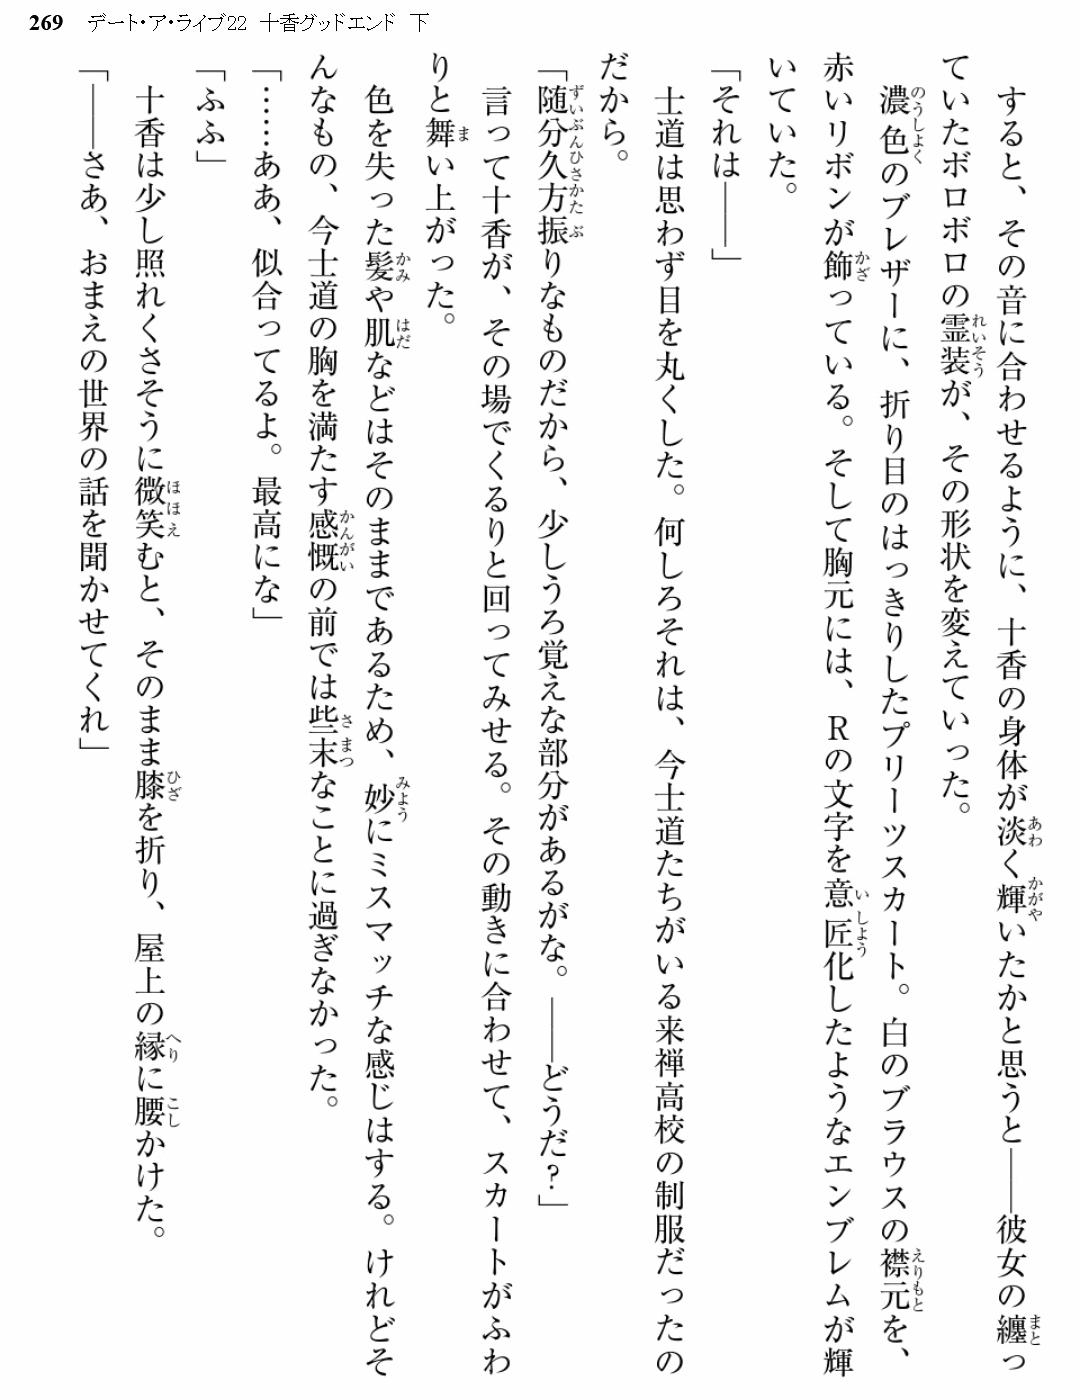 269 デート・ア・ライブ22 十香グッドエンド 下
すると、その音に合わせるように、十香の身体が淡く輝いたかと思うと――彼女の纏っ
ていたボロボロの霊装が、その形状を変えていった。
濃色のブレザーに、折り目のはっきりしたプリーツスカート。白のブラウスの襟元を、
赤いリボンが飾っている。そして胸元には、Ｒの文字を意匠化したようなエンブレムが輝
いていた。
「それは――」
士道は思わず目を丸くした。何しろそれは、今士道たちがいる来禅高校の制服だったの
だから。
「随分久方振りなものだから、少しうろ覚えな部分があるがな。――どうだ？」
言って十香が、その場でくるりと回ってみせる。その動きに合わせて、スカートがふわ
りと舞い上がった。
色を失った髪や肌などはそのままであるため、妙にミスマッチな感じはする。けれどそ
んなもの、今士道の胸を満たす感慨の前では些末なことに過ぎなかった。
「……ああ、似合ってるよ。最高にな」
「ふふ」
十香は少し照れくさそうに微笑むと、そのまま膝を折り、屋上の縁に腰かけた。
「――さあ、おまえの世界の話を聞かせてくれ」